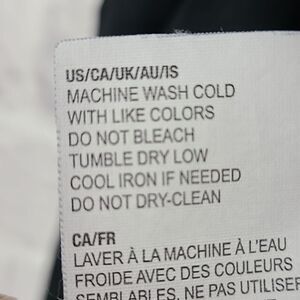 US/CA/UK/AU/IS
MACHINE WASH COLD
WITH LIKE COLORS
DO NOT BLEACH
TUMBLE DRY LOW
COOL IRON IF NEEDED
DO NOT DRY-CLEAN
CA/FR
LAVER À LA MACHINE À L'EAU
FROIDE AVEC DES COULEURS
SEMBLABLES, NE PAS UTILISER